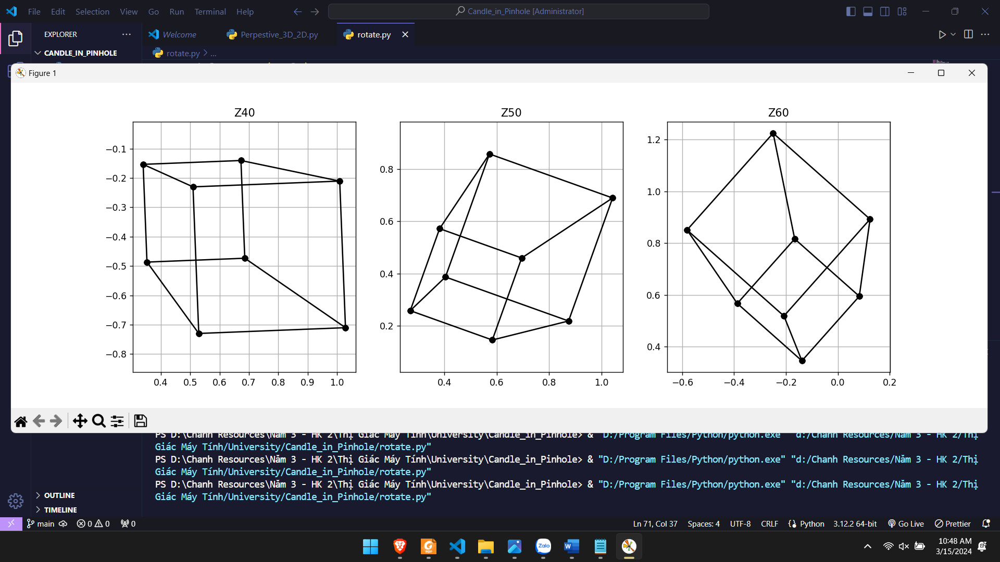 File Edit Selection View Go Run Terminal Help
Candle_in_Pinhole [Administrator]
EXPLORER
Welcome
Perpestive_3D_2D.py
rotate.py
CANDLE_IN_PINHOLE
rotate.py > ...
Figure 1
Z40
−0.1
−0.2
−0.3
−0.4
−0.5
−0.6
−0.7
−0.8
0.4 0.5 0.6 0.7 0.8 0.9 1.0
Z50
0.8
0.6
0.4
0.2
0.4 0.6 0.8 1.0
Z60
1.2
1.0
0.8
0.6
0.4
−0.6 −0.4 −0.2 0.0 0.2
PS D:\Chanh Resources\Năm 3 - HK 2\Thị Giác Máy Tính\University\Candle_in_Pinhole> & "D:/Program Files/Python/python.exe" "d:/Chanh Resources/Năm 3 - HK 2/Thị
Giác Máy Tính/University/Candle_in_Pinhole/rotate.py"
PS D:\Chanh Resources\Năm 3 - HK 2\Thị Giác Máy Tính\University\Candle_in_Pinhole> & "D:/Program Files/Python/python.exe" "d:/Chanh Resources/Năm 3 - HK 2/Thị
Giác Máy Tính/University/Candle_in_Pinhole/rotate.py"
PS D:\Chanh Resources\Năm 3 - HK 2\Thị Giác Máy Tính\University\Candle_in_Pinhole> & "D:/Program Files/Python/python.exe" "d:/Chanh Resources/Năm 3 - HK 2/Thị
Giác Máy Tính/University/Candle_in_Pinhole/rotate.py"
OUTLINE
TIMELINE
main 0 0 0
Ln 71, Col 37 Spaces: 4 UTF-8 CRLF Python 3.12.2 64-bit Go Live Prettier
PDF
Zalo
W
10:48 AM
3/15/2024